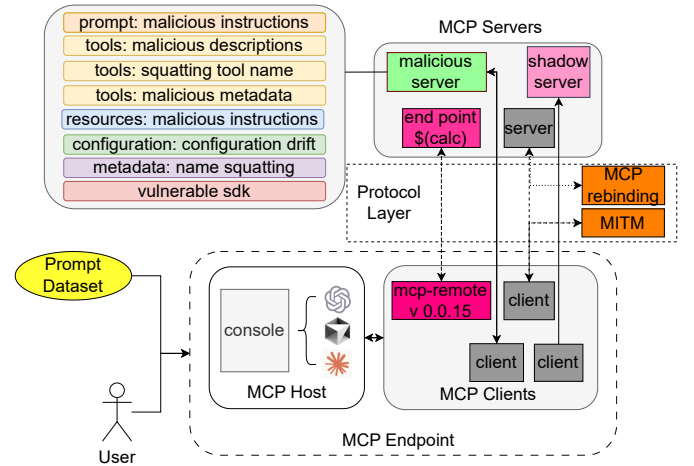 prompt: malicious instructions
tools: malicious descriptions
tools: squatting tool name
tools: malicious metadata
resources: malicious instructions
configuration: configuration drift
metadata: name squatting
vulnerable sdk
MCP Servers
malicious
server
shadow
server
end point
$(calc)
server
Protocol
Layer
MCP
rebinding
MITM
Prompt
Dataset
User
console
MCP Host
mcp-remote
v 0.0.15
client
client
client
MCP Clients
MCP Endpoint